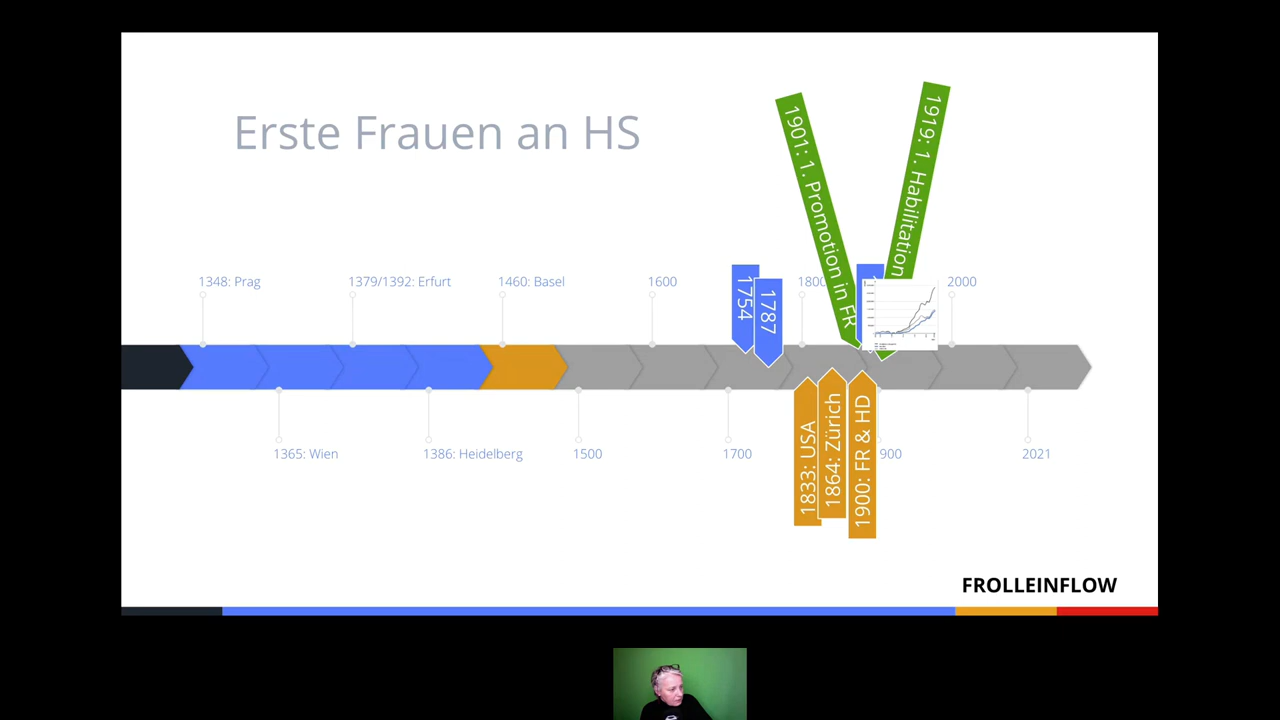 Erste Frauen an HS
1901: 1. Promotion in FR
1919: 1. Habilitation
1348: Prag
1379/1392: Erfurt
1460: Basel
1600
1754
1787
1800
2000
1365: Wien
1386: Heidelberg
1500
1700
1833: USA
1864: Zürich
1900: FR & HD
900
2021
FROLLEINFLOW